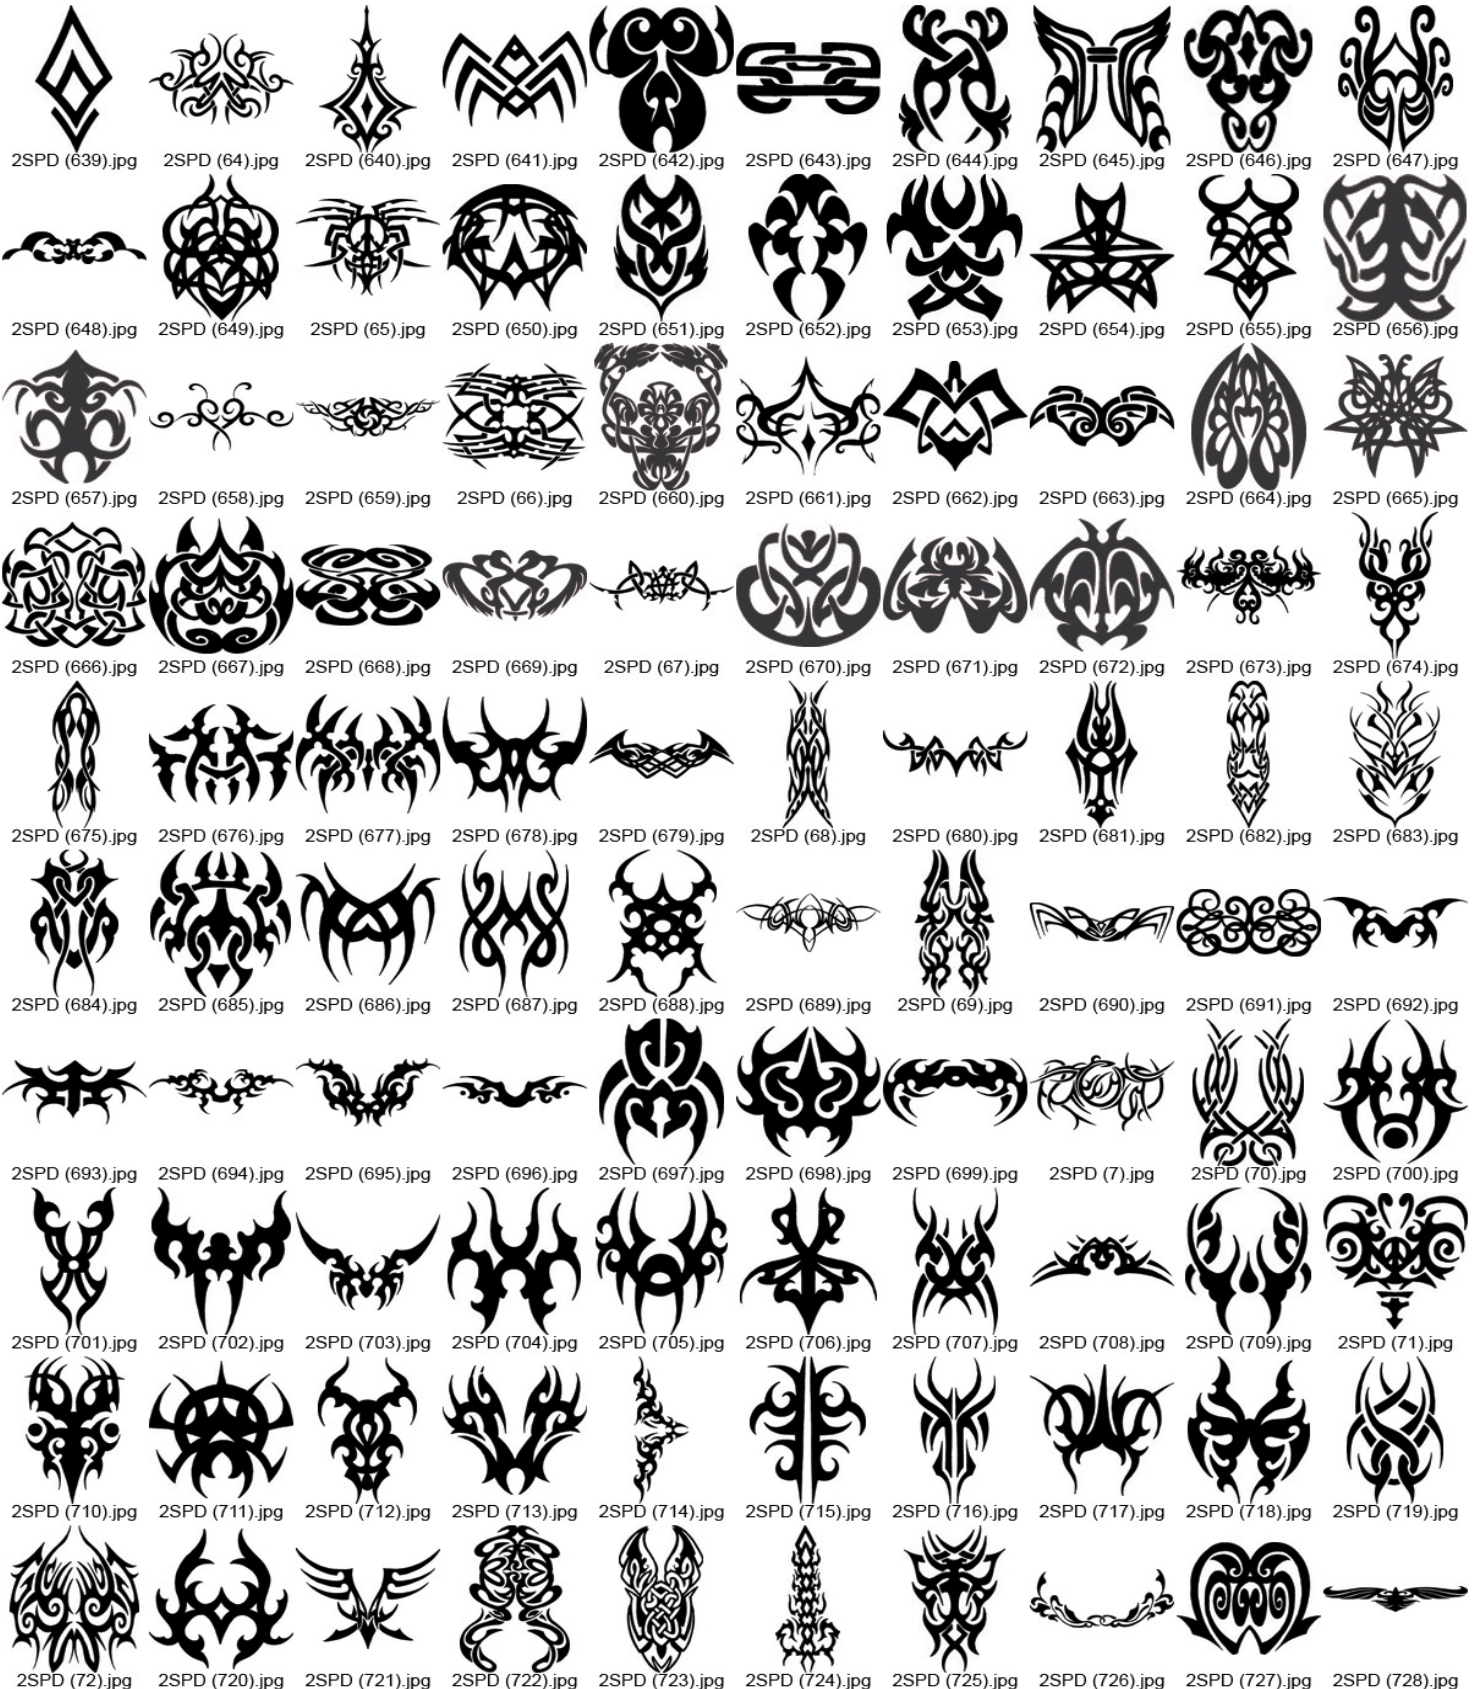 2SPD (639).jpg 2SPD (64).jpg 2SPD (640).jpg 2SPD (641).jpg 2SPD (642).jpg 2SPD (643).jpg 2SPD (644).jpg 2SPD (645).jpg 2SPD (646).jpg 2SPD (647).jpg
2SPD (648).jpg 2SPD (649).jpg 2SPD (65).jpg 2SPD (650).jpg 2SPD (651).jpg 2SPD (652).jpg 2SPD (653).jpg 2SPD (654).jpg 2SPD (655).jpg 2SPD (656).jpg
2SPD (657).jpg 2SPD (658).jpg 2SPD (659).jpg 2SPD (66).jpg 2SPD (660).jpg 2SPD (661).jpg 2SPD (662).jpg 2SPD (663).jpg 2SPD (664).jpg 2SPD (665).jpg
2SPD (666).jpg 2SPD (667).jpg 2SPD (668).jpg 2SPD (669).jpg 2SPD (67).jpg 2SPD (670).jpg 2SPD (671).jpg 2SPD (672).jpg 2SPD (673).jpg 2SPD (674).jpg
2SPD (675).jpg 2SPD (676).jpg 2SPD (677).jpg 2SPD (678).jpg 2SPD (679).jpg 2SPD (68).jpg 2SPD (680).jpg 2SPD (681).jpg 2SPD (682).jpg 2SPD (683).jpg
2SPD (684).jpg 2SPD (685).jpg 2SPD (686).jpg 2SPD (687).jpg 2SPD (688).jpg 2SPD (689).jpg 2SPD (69).jpg 2SPD (690).jpg 2SPD (691).jpg 2SPD (692).jpg
2SPD (693).jpg 2SPD (694).jpg 2SPD (695).jpg 2SPD (696).jpg 2SPD (697).jpg 2SPD (698).jpg 2SPD (699).jpg 2SPD (7).jpg 2SPD (70).jpg 2SPD (700).jpg
2SPD (701).jpg 2SPD (702).jpg 2SPD (703).jpg 2SPD (704).jpg 2SPD (705).jpg 2SPD (706).jpg 2SPD (707).jpg 2SPD (708).jpg 2SPD (709).jpg 2SPD (71).jpg
2SPD (710).jpg 2SPD (711).jpg 2SPD (712).jpg 2SPD (713).jpg 2SPD (714).jpg 2SPD (715).jpg 2SPD (716).jpg 2SPD (717).jpg 2SPD (718).jpg 2SPD (719).jpg
2SPD (72).jpg 2SPD (720).jpg 2SPD (721).jpg 2SPD (722).jpg 2SPD (723).jpg 2SPD (724).jpg 2SPD (725).jpg 2SPD (726).jpg 2SPD (727).jpg 2SPD (728).jpg